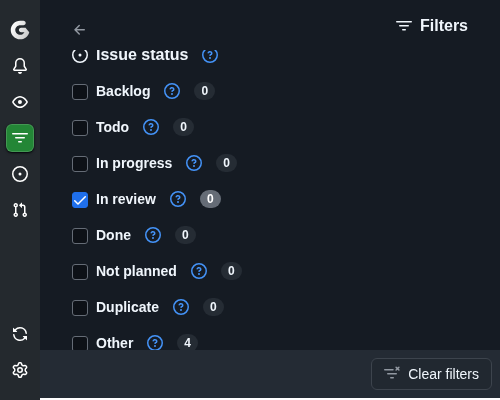 Filters
Issue status
Backlog 0
Todo 0
In progress 0
In review 0
Done 0
Not planned 0
Duplicate 0
Other 4
Clear filters